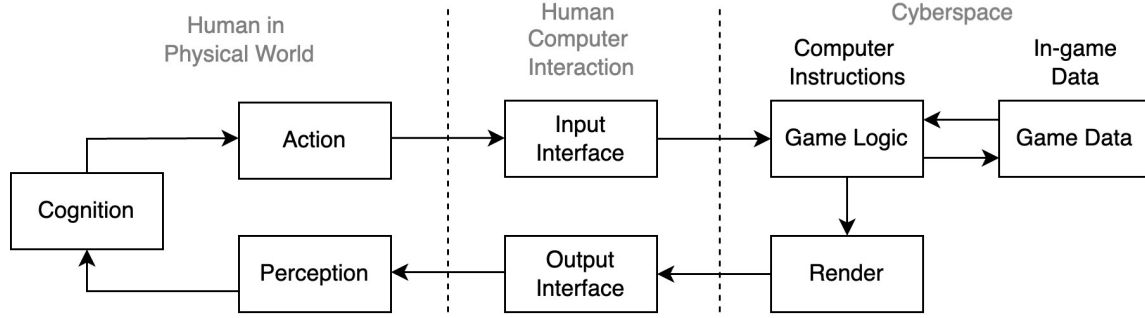 Human in
Physical World
Human
Computer
Interaction
Cyberspace
Computer
Instructions
In-game
Data
Action
Input
Interface
Game Logic
Game Data
Cognition
Perception
Output
Interface
Render